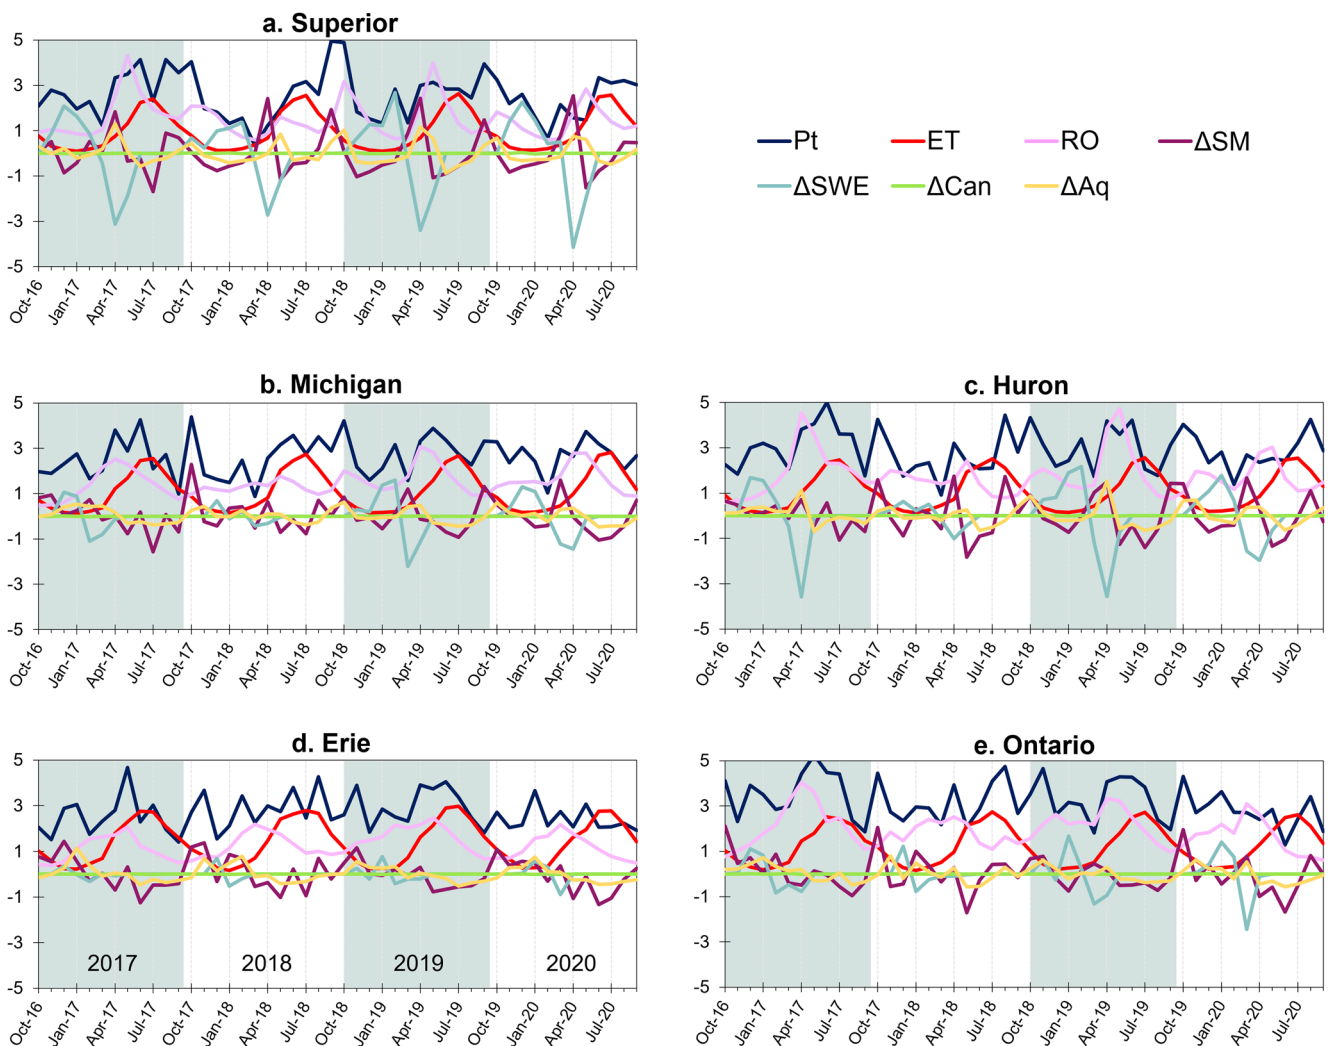 a. Superior
5
3
1
-1
-3
-5
Oct-16 Jan-17 Apr-17 Jul-17 Oct-17 Jan-18 Apr-18 Jul-18 Oct-18 Jan-19 Apr-19 Jul-19 Oct-19 Jan-20 Apr-20 Jul-20
Pt ET RO ΔSM
ΔSWE ΔCan ΔAq
b. Michigan
5
3
1
-1
-3
-5
Oct-16 Jan-17 Apr-17 Jul-17 Oct-17 Jan-18 Apr-18 Jul-18 Oct-18 Jan-19 Apr-19 Jul-19 Oct-19 Jan-20 Apr-20 Jul-20
c. Huron
5
3
1
-1
-3
-5
Oct-16 Jan-17 Apr-17 Jul-17 Oct-17 Jan-18 Apr-18 Jul-18 Oct-18 Jan-19 Apr-19 Jul-19 Oct-19 Jan-20 Apr-20 Jul-20
d. Erie
5
3
1
-1
-3
-5
2017 2018 2019 2020
Oct-16 Jan-17 Apr-17 Jul-17 Oct-17 Jan-18 Apr-18 Jul-18 Oct-18 Jan-19 Apr-19 Jul-19 Oct-19 Jan-20 Apr-20 Jul-20
e. Ontario
5
3
1
-1
-3
-5
Oct-16 Jan-17 Apr-17 Jul-17 Oct-17 Jan-18 Apr-18 Jul-18 Oct-18 Jan-19 Apr-19 Jul-19 Oct-19 Jan-20 Apr-20 Jul-20